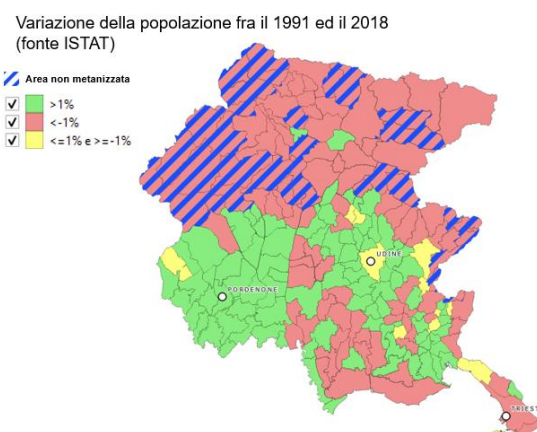 Variazione della popolazione fra il 1991 ed il 2018
(fonte ISTAT)
Area non metanizzata
>1%
<-1%
<=1% e >=-1%
UDINE
PORDENONE
TRIEST